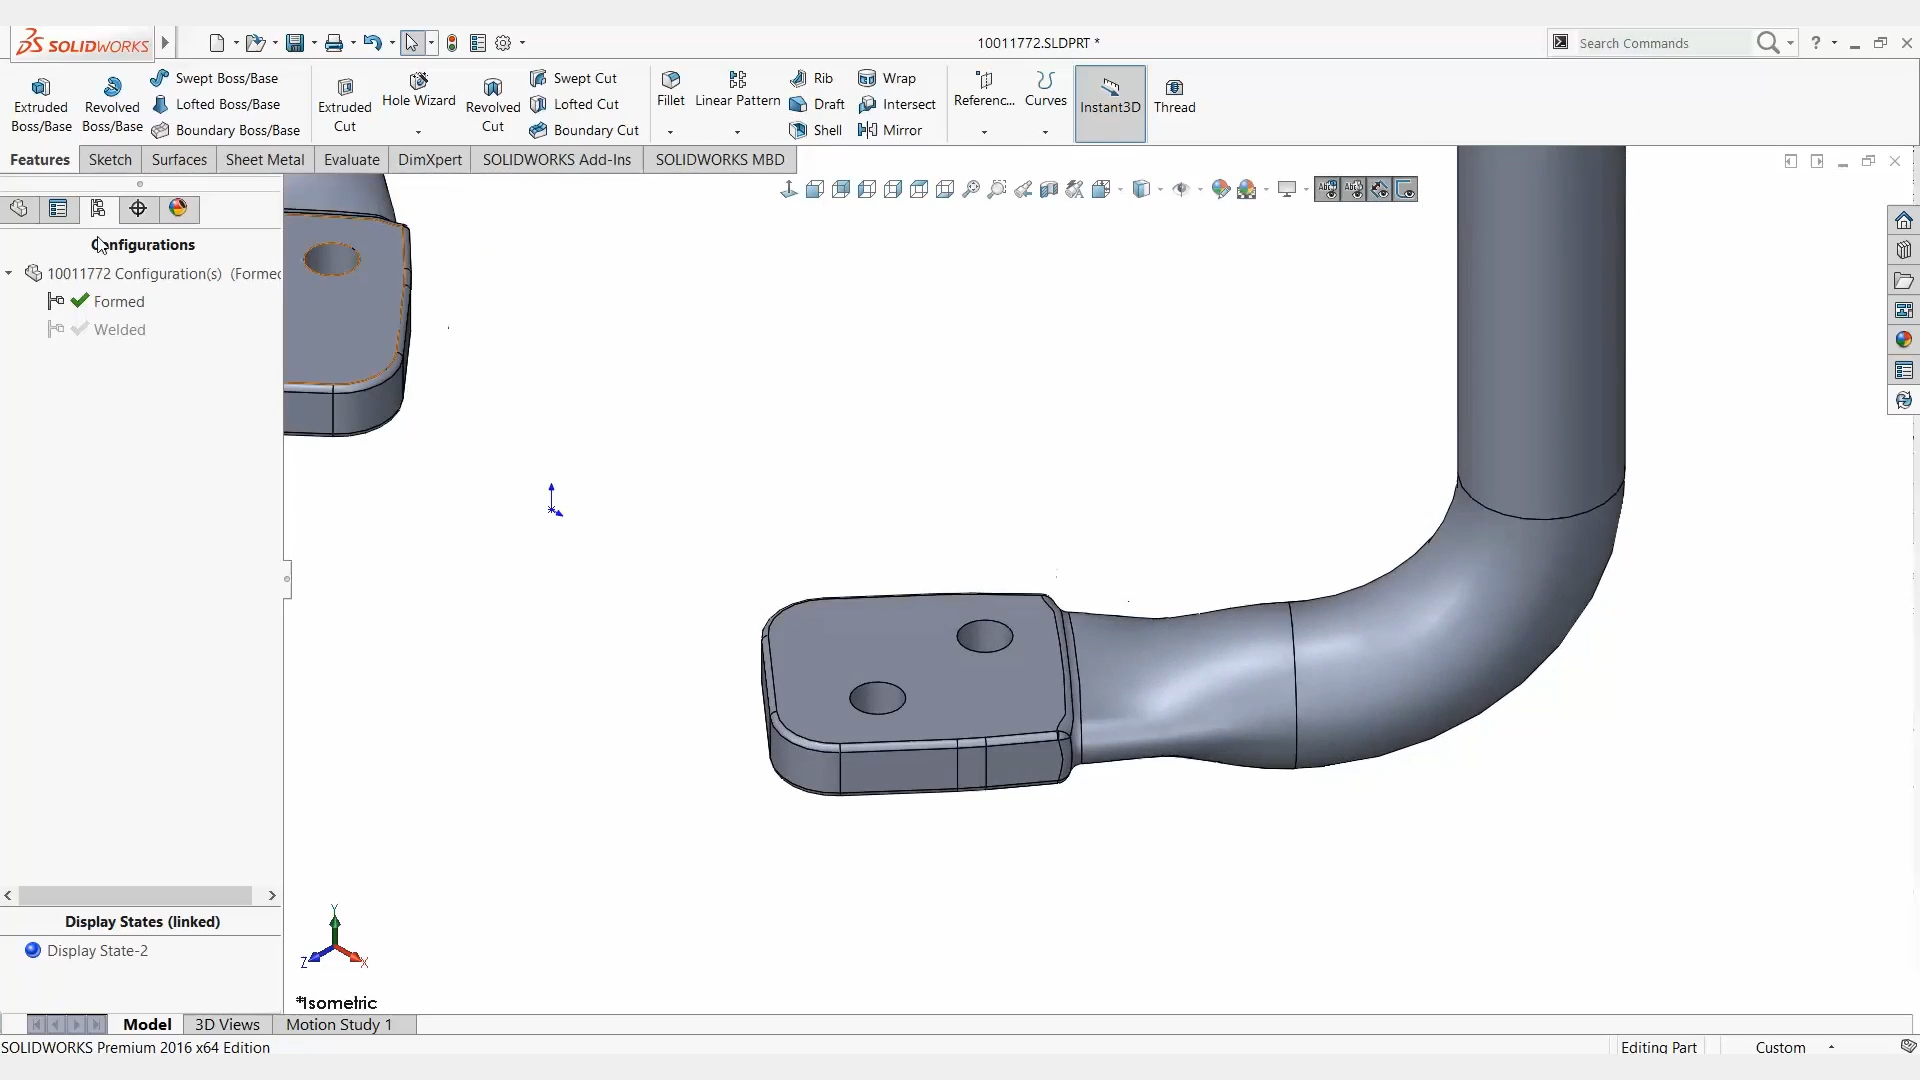 SOLIDWORKS
10011772.SLDPRT *
Search Commands
?
Extruded Boss/Base
Revolved Boss/Base
Swept Boss/Base
Lofted Boss/Base
Boundary Boss/Base
Extruded Cut
Hole Wizard
Revolved Cut
Swept Cut
Lofted Cut
Boundary Cut
Fillet
Linear Pattern
Rib
Draft
Shell
Wrap
Intersect
Mirror
Referenc...
Curves
Instant3D
Thread
Features
Sketch
Surfaces
Sheet Metal
Evaluate
DimXpert
SOLIDWORKS Add-Ins
SOLIDWORKS MBD
Configurations
10011772 Configuration(s) (Formed
Formed
Welded
Display States (linked)
Display State-2
Y
Z
X
*Isometric
Model
3D Views
Motion Study 1
SOLIDWORKS Premium 2016 x64 Edition
Editing Part
Custom